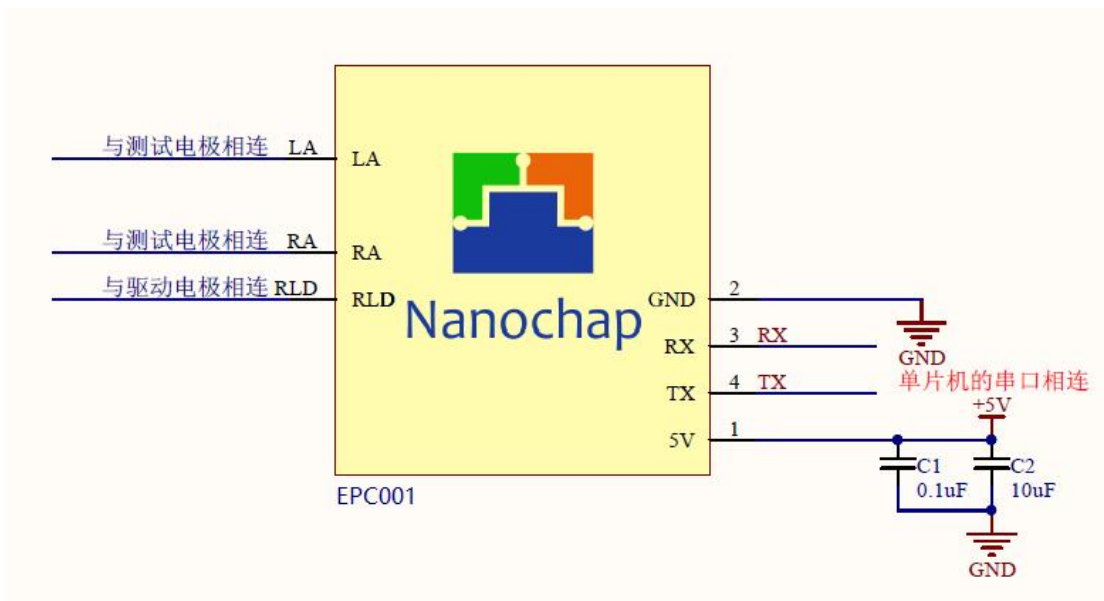 与测试电极相连 LA
LA
与测试电极相连 RA
RA
与驱动电极相连 RLD
RLD
Nanochap
GND 2
GND
RX 3 RX
TX 4 TX
单片机的串口相连
+5V
5V 1
C1
0.1uF
C2
10uF
GND
EPC001